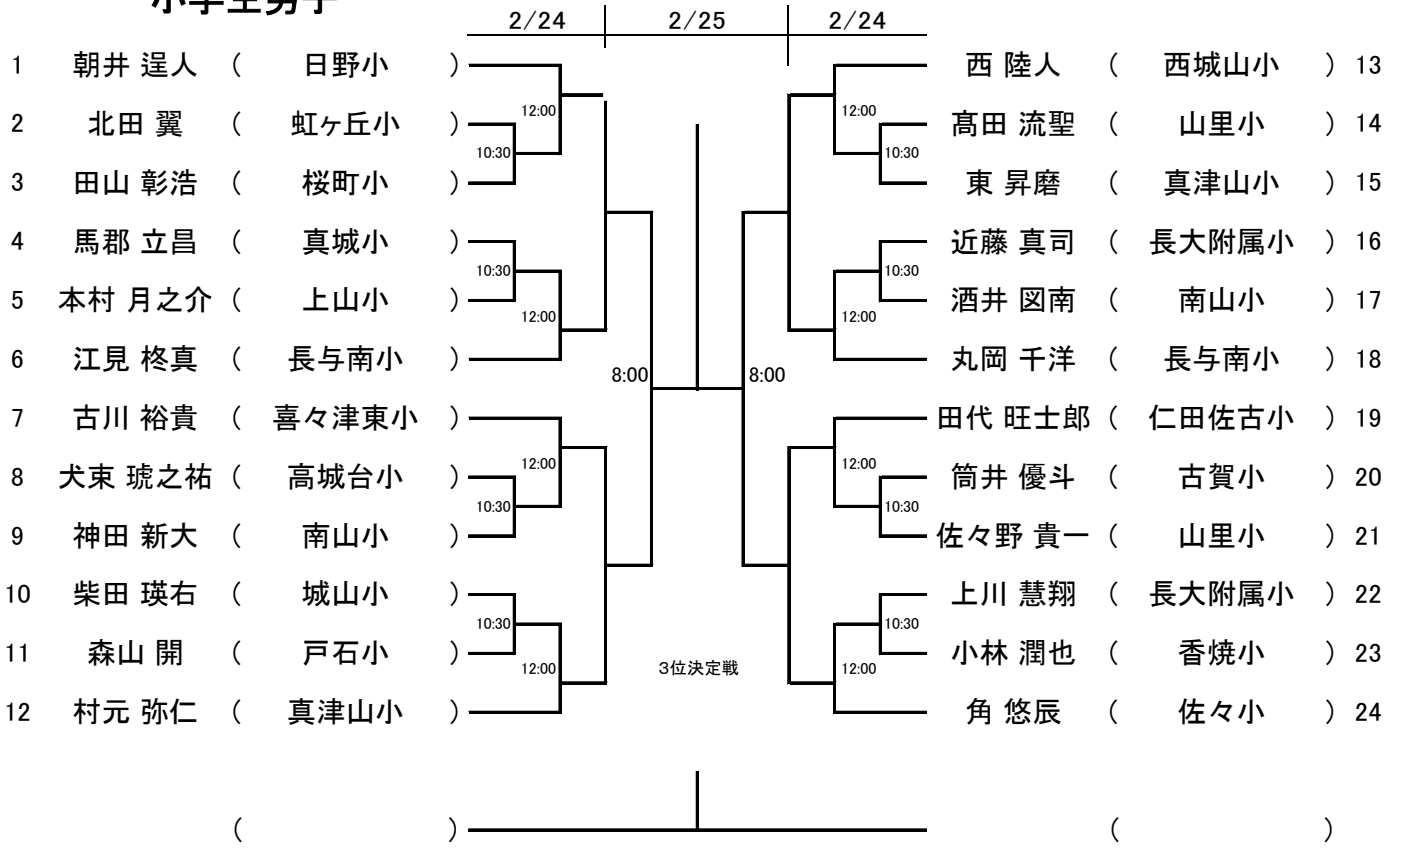 小学生男子
2/24 2/25 2/24
1 朝井 逞人 ( 日野小 ) 西 陸人 ( 西城山小 ) 13
12:00 12:00
2 北田 翼 ( 虹ヶ丘小 ) 髙田 流聖 ( 山里小 ) 14
10:30 10:30
3 田山 彰浩 ( 桜町小 ) 東 昇磨 ( 真津山小 ) 15
4 馬郡 立昌 ( 真城小 ) 近藤 真司 ( 長大附属小 ) 16
10:30 10:30
5 本村 月之介 ( 上山小 ) 酒井 図南 ( 南山小 ) 17
12:00 12:00
6 江見 柊真 ( 長与南小 ) 丸岡 千洋 ( 長与南小 ) 18
8:00 8:00
7 古川 裕貴 ( 喜々津東小 ) 田代 旺士郎 ( 仁田佐古小 ) 19
12:00 12:00
8 犬束 琥之祐 ( 高城台小 ) 筒井 優斗 ( 古賀小 ) 20
10:30 10:30
9 神田 新大 ( 南山小 ) 佐々野 貴一 ( 山里小 ) 21
10 柴田 瑛右 ( 城山小 ) 上川 慧翔 ( 長大附属小 ) 22
10:30 10:30
11 森山 開 ( 戸石小 ) 小林 潤也 ( 香焼小 ) 23
12:00 3位決定戦 12:00
12 村元 弥仁 ( 真津山小 ) 角 悠辰 ( 佐々小 ) 24
( ) ( )